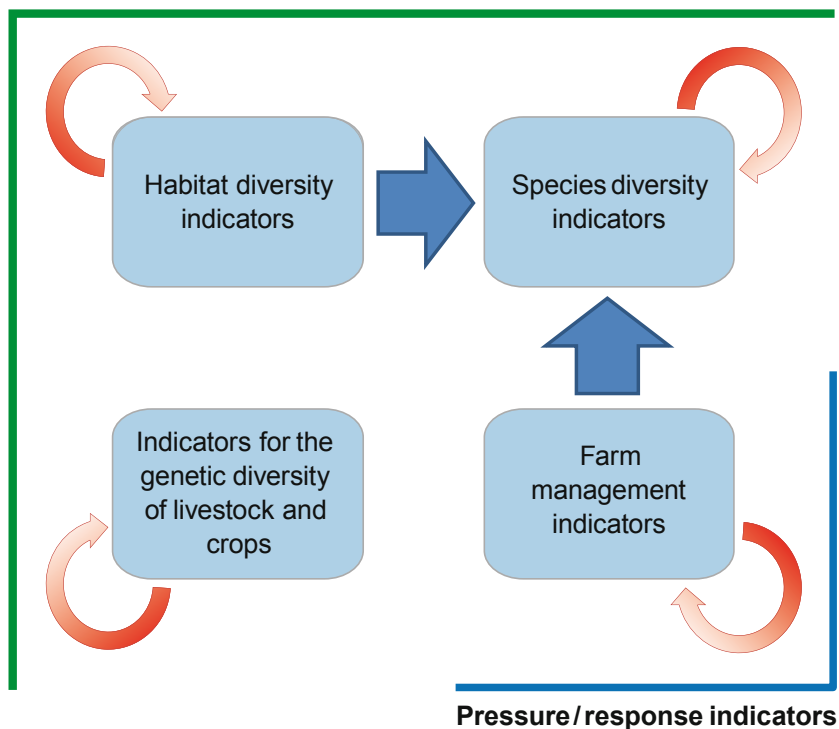 Habitat diversity
indicators
Species diversity
indicators
Indicators for the
genetic diversity
of livestock and
crops
Farm
management
indicators
Pressure/response indicators